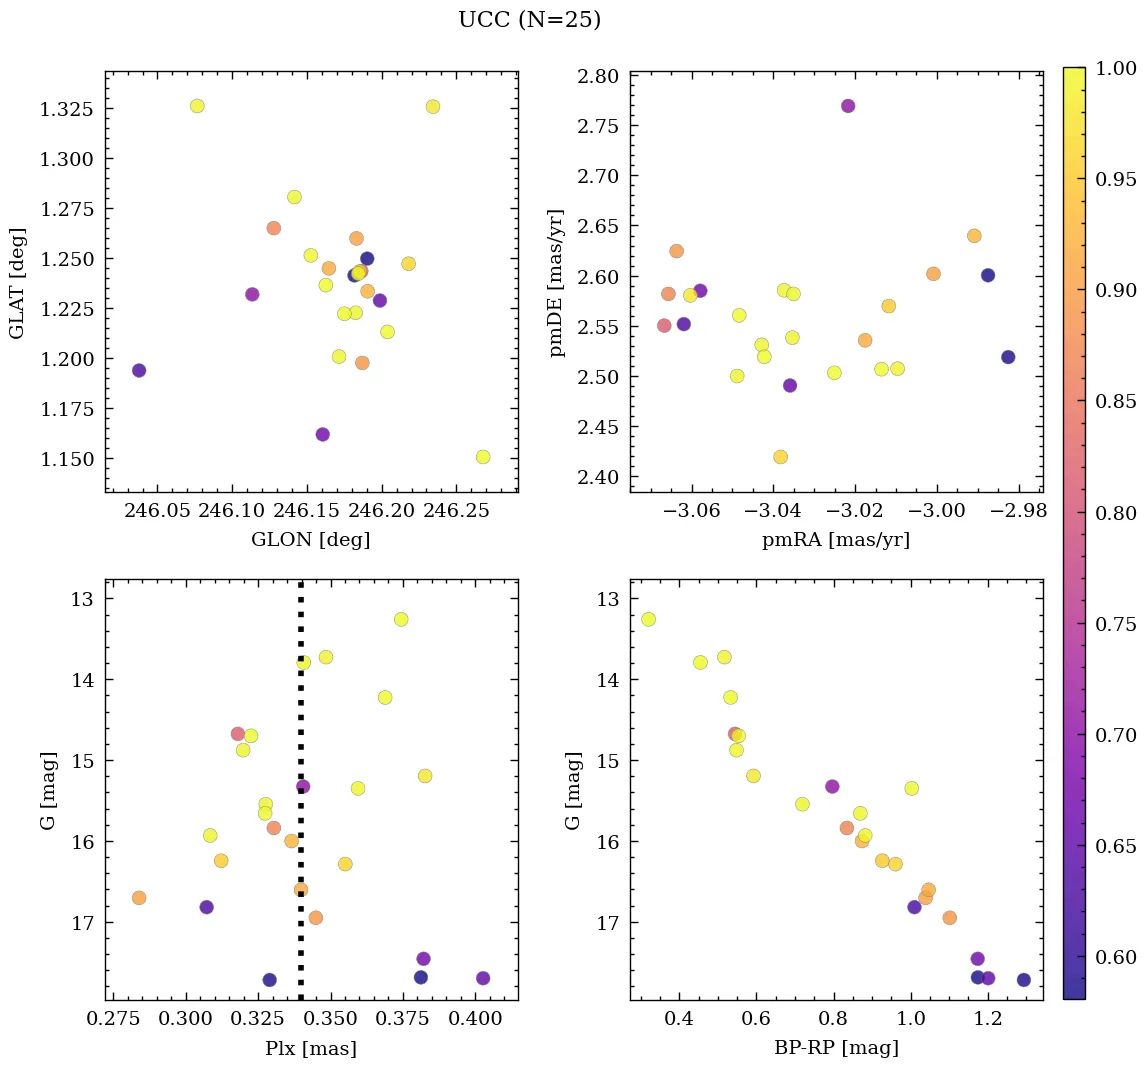 UCC (N=25)
1.325
1.300
1.275
1.250
1.225
1.200
1.175
1.150
GLAT [deg]
246.05 246.10 246.15 246.20 246.25
GLON [deg]
2.80
2.75
2.70
2.65
2.60
2.55
2.50
2.45
2.40
pmDE [mas/yr]
−3.06 −3.04 −3.02 −3.00 −2.98
pmRA [mas/yr]
13
14
15
16
17
G [mag]
0.275 0.300 0.325 0.350 0.375 0.400
Plx [mas]
13
14
15
16
17
G [mag]
0.4 0.6 0.8 1.0 1.2
BP-RP [mag]
1.00
0.95
0.90
0.85
0.80
0.75
0.70
0.65
0.60